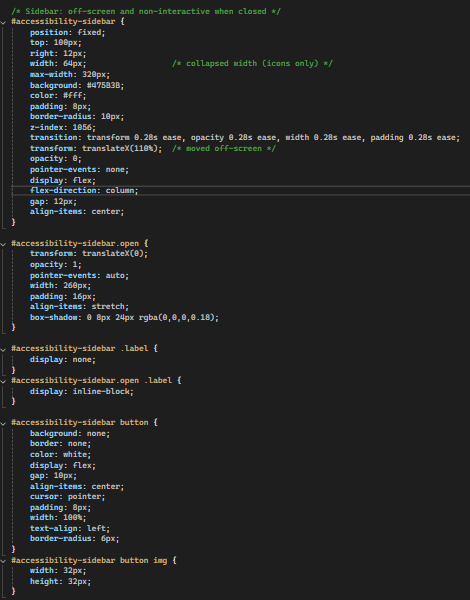 /* Sidebar: off-screen and non-interactive when closed */
#accessibility-sidebar {
    position: fixed;
    top: 100px;
    right: 12px;
    width: 64px;                  /* collapsed width (icons only) */
    max-width: 320px;
    background: #475B3B;
    color: #fff;
    padding: 8px;
    border-radius: 10px;
    z-index: 1056;
    transition: transform 0.28s ease, opacity 0.28s ease, width 0.28s ease, padding 0.28s ease;
    transform: translateX(110%);  /* moved off-screen */
    opacity: 0;
    pointer-events: none;
    display: flex;
    flex-direction: column;
    gap: 12px;
    align-items: center;
}

#accessibility-sidebar.open {
    transform: translateX(0);
    opacity: 1;
    pointer-events: auto;
    width: 260px;
    padding: 16px;
    align-items: stretch;
    box-shadow: 0 8px 24px rgba(0,0,0,0.18);
}

#accessibility-sidebar .label {
    display: none;
}
#accessibility-sidebar.open .label {
    display: inline-block;
}

#accessibility-sidebar button {
    background: none;
    border: none;
    color: white;
    display: flex;
    gap: 10px;
    align-items: center;
    cursor: pointer;
    padding: 8px;
    width: 100%;
    text-align: left;
    border-radius: 6px;
}
#accessibility-sidebar button img {
    width: 32px;
    height: 32px;
}